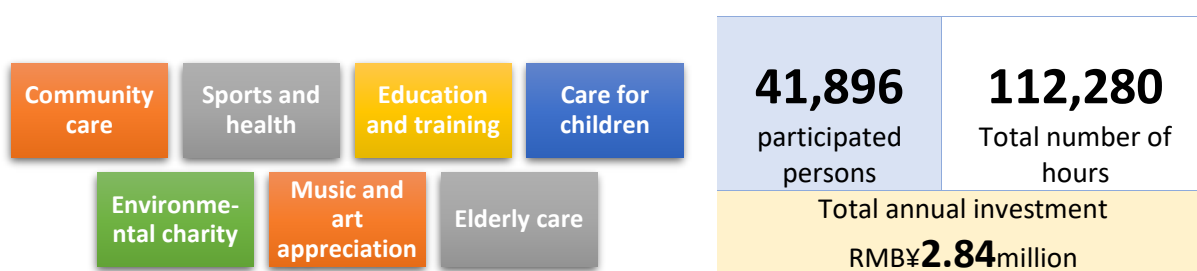 Community
care
Sports and
health
Education
and training
Care for
children
Environme-
ntal charity
Music and
art
appreciation
Elderly care
41,896
participated
persons
112,280
Total number of
hours
Total annual investment
RMB¥2.84million